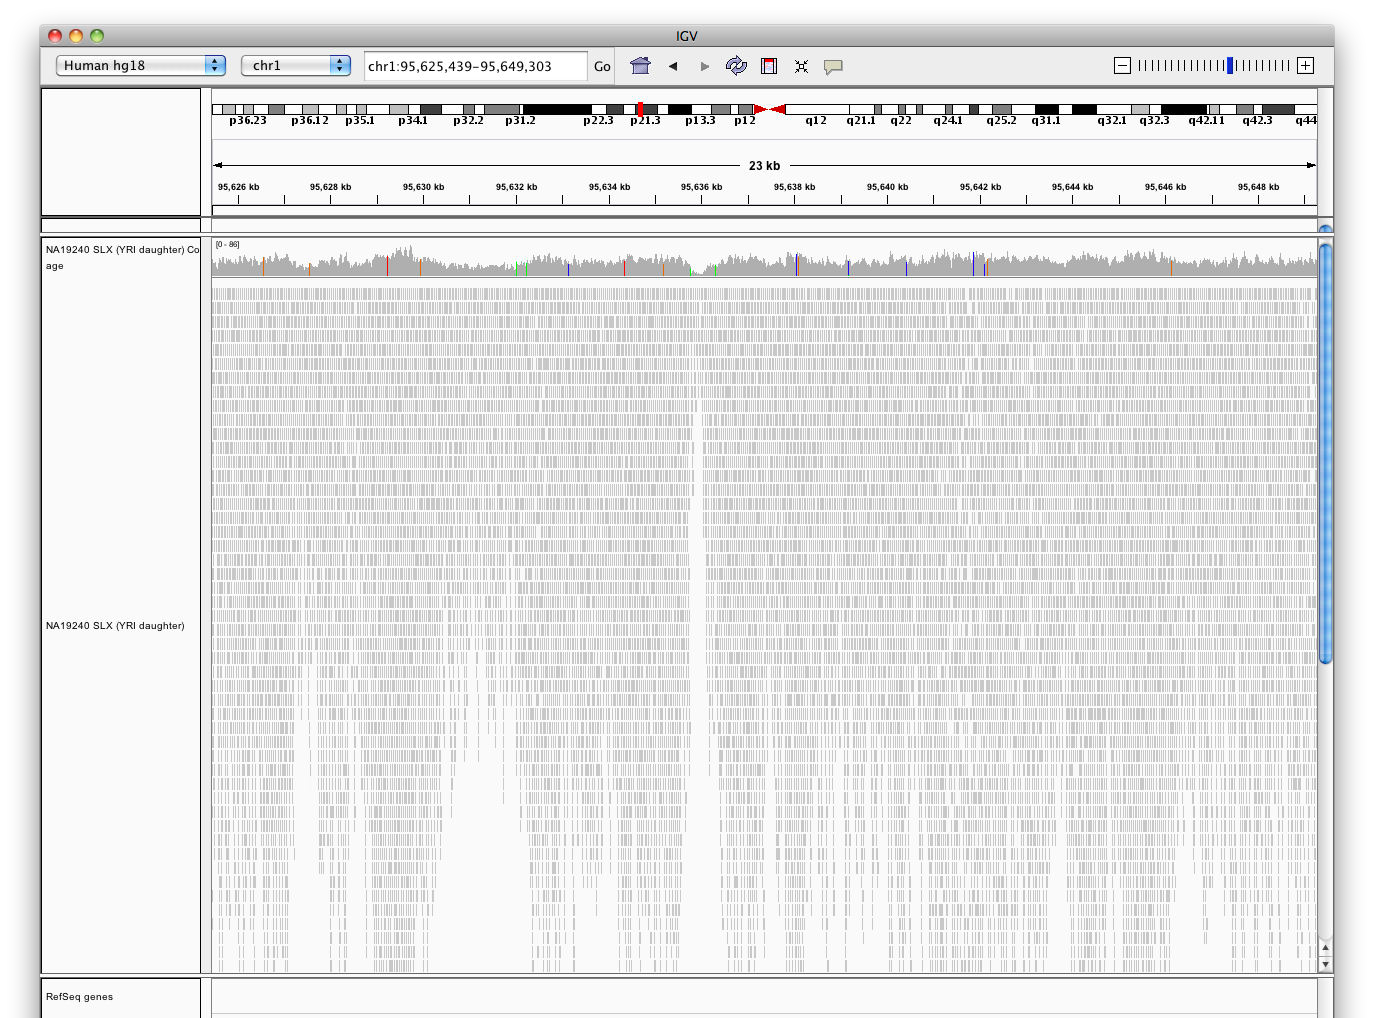 IGV
Human hg18 chr1 chr1:95,625,439-95,649,303 Go
p36.23 p36.12 p35.1 p34.1 p32.2 p31.2 p22.3 p21.3 p13.3 p12 q12 q21.1 q22 q24.1 q25.2 q31.1 q32.1 q32.3 q42.11 q42.3 q44
23 kb
95,626 kb 95,628 kb 95,630 kb 95,632 kb 95,634 kb 95,636 kb 95,638 kb 95,640 kb 95,642 kb 95,644 kb 95,646 kb 95,648 kb
[0 - 86]
NA19240 SLX (YRI daughter) Co
age
NA19240 SLX (YRI daughter)
RefSeq genes